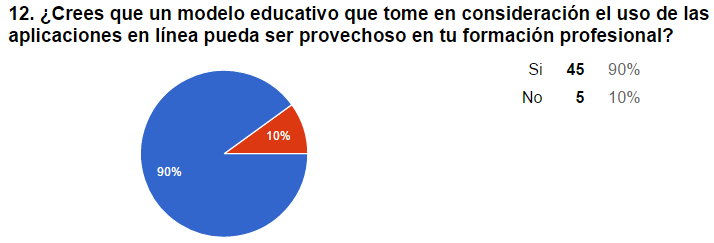 12. ¿Crees que un modelo educativo que tome en consideración el uso de las
aplicaciones en línea pueda ser provechoso en tu formación profesional?
Si 45 90%
No 5 10%
10%
90%